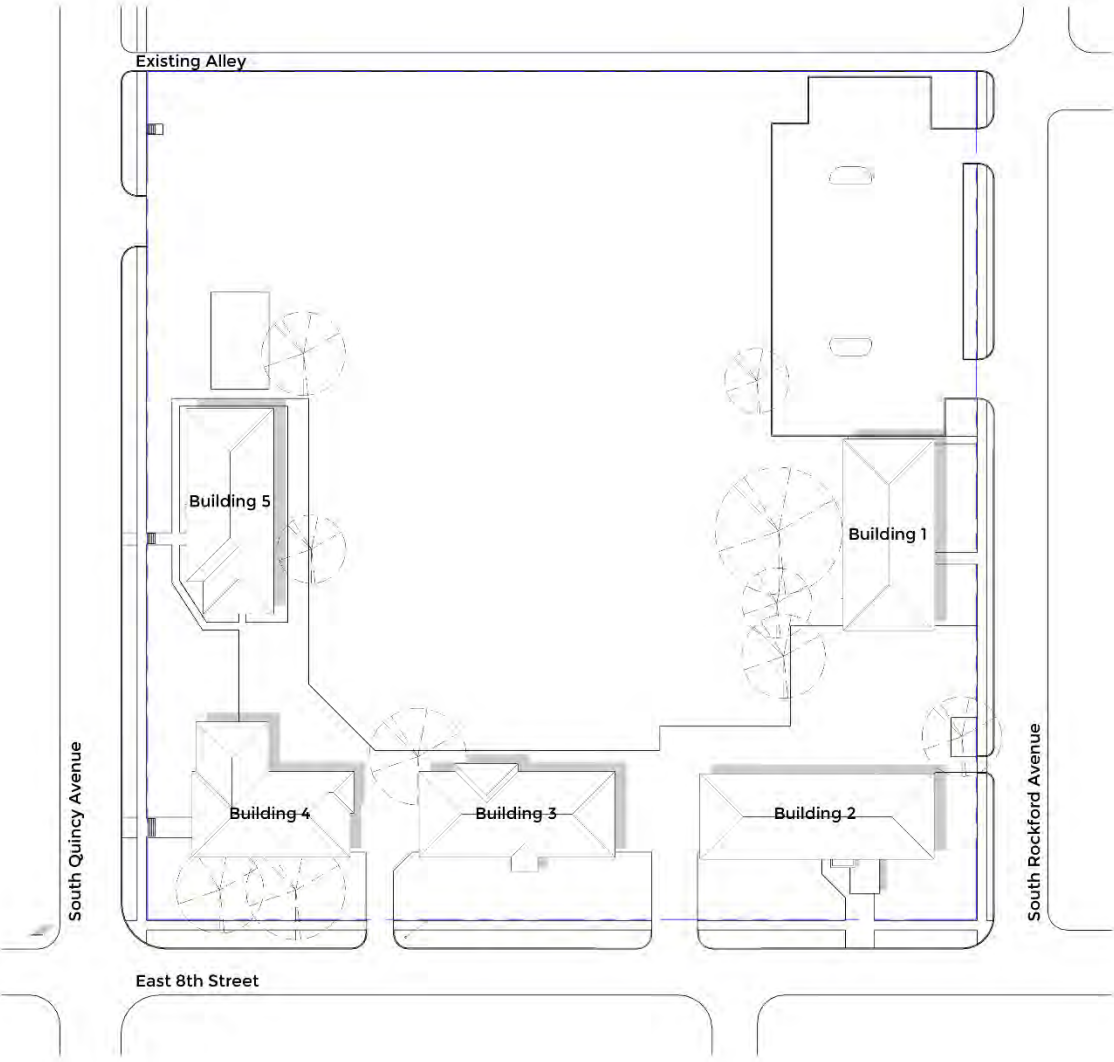 Existing Alley
Building 5
Building 1
South Quincy Avenue
Building 4
Building 3
Building 2
South Rockford Avenue
East 8th Street